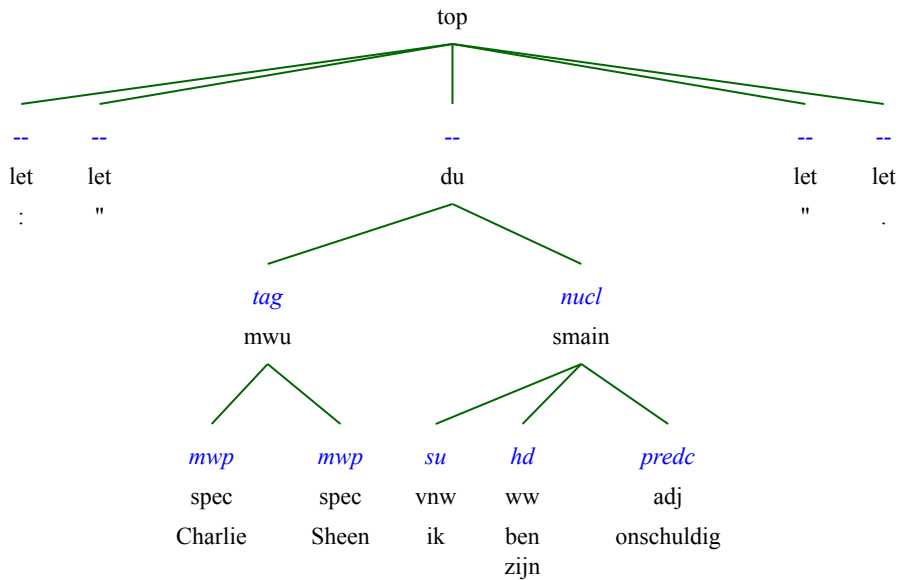 top
-- -- -- -- --
let let du let let
: " " .
tag nucl
mwu smain
mwp mwp su hd predc
spec spec vnw ww adj
Charlie Sheen ik ben onschuldig
zijn